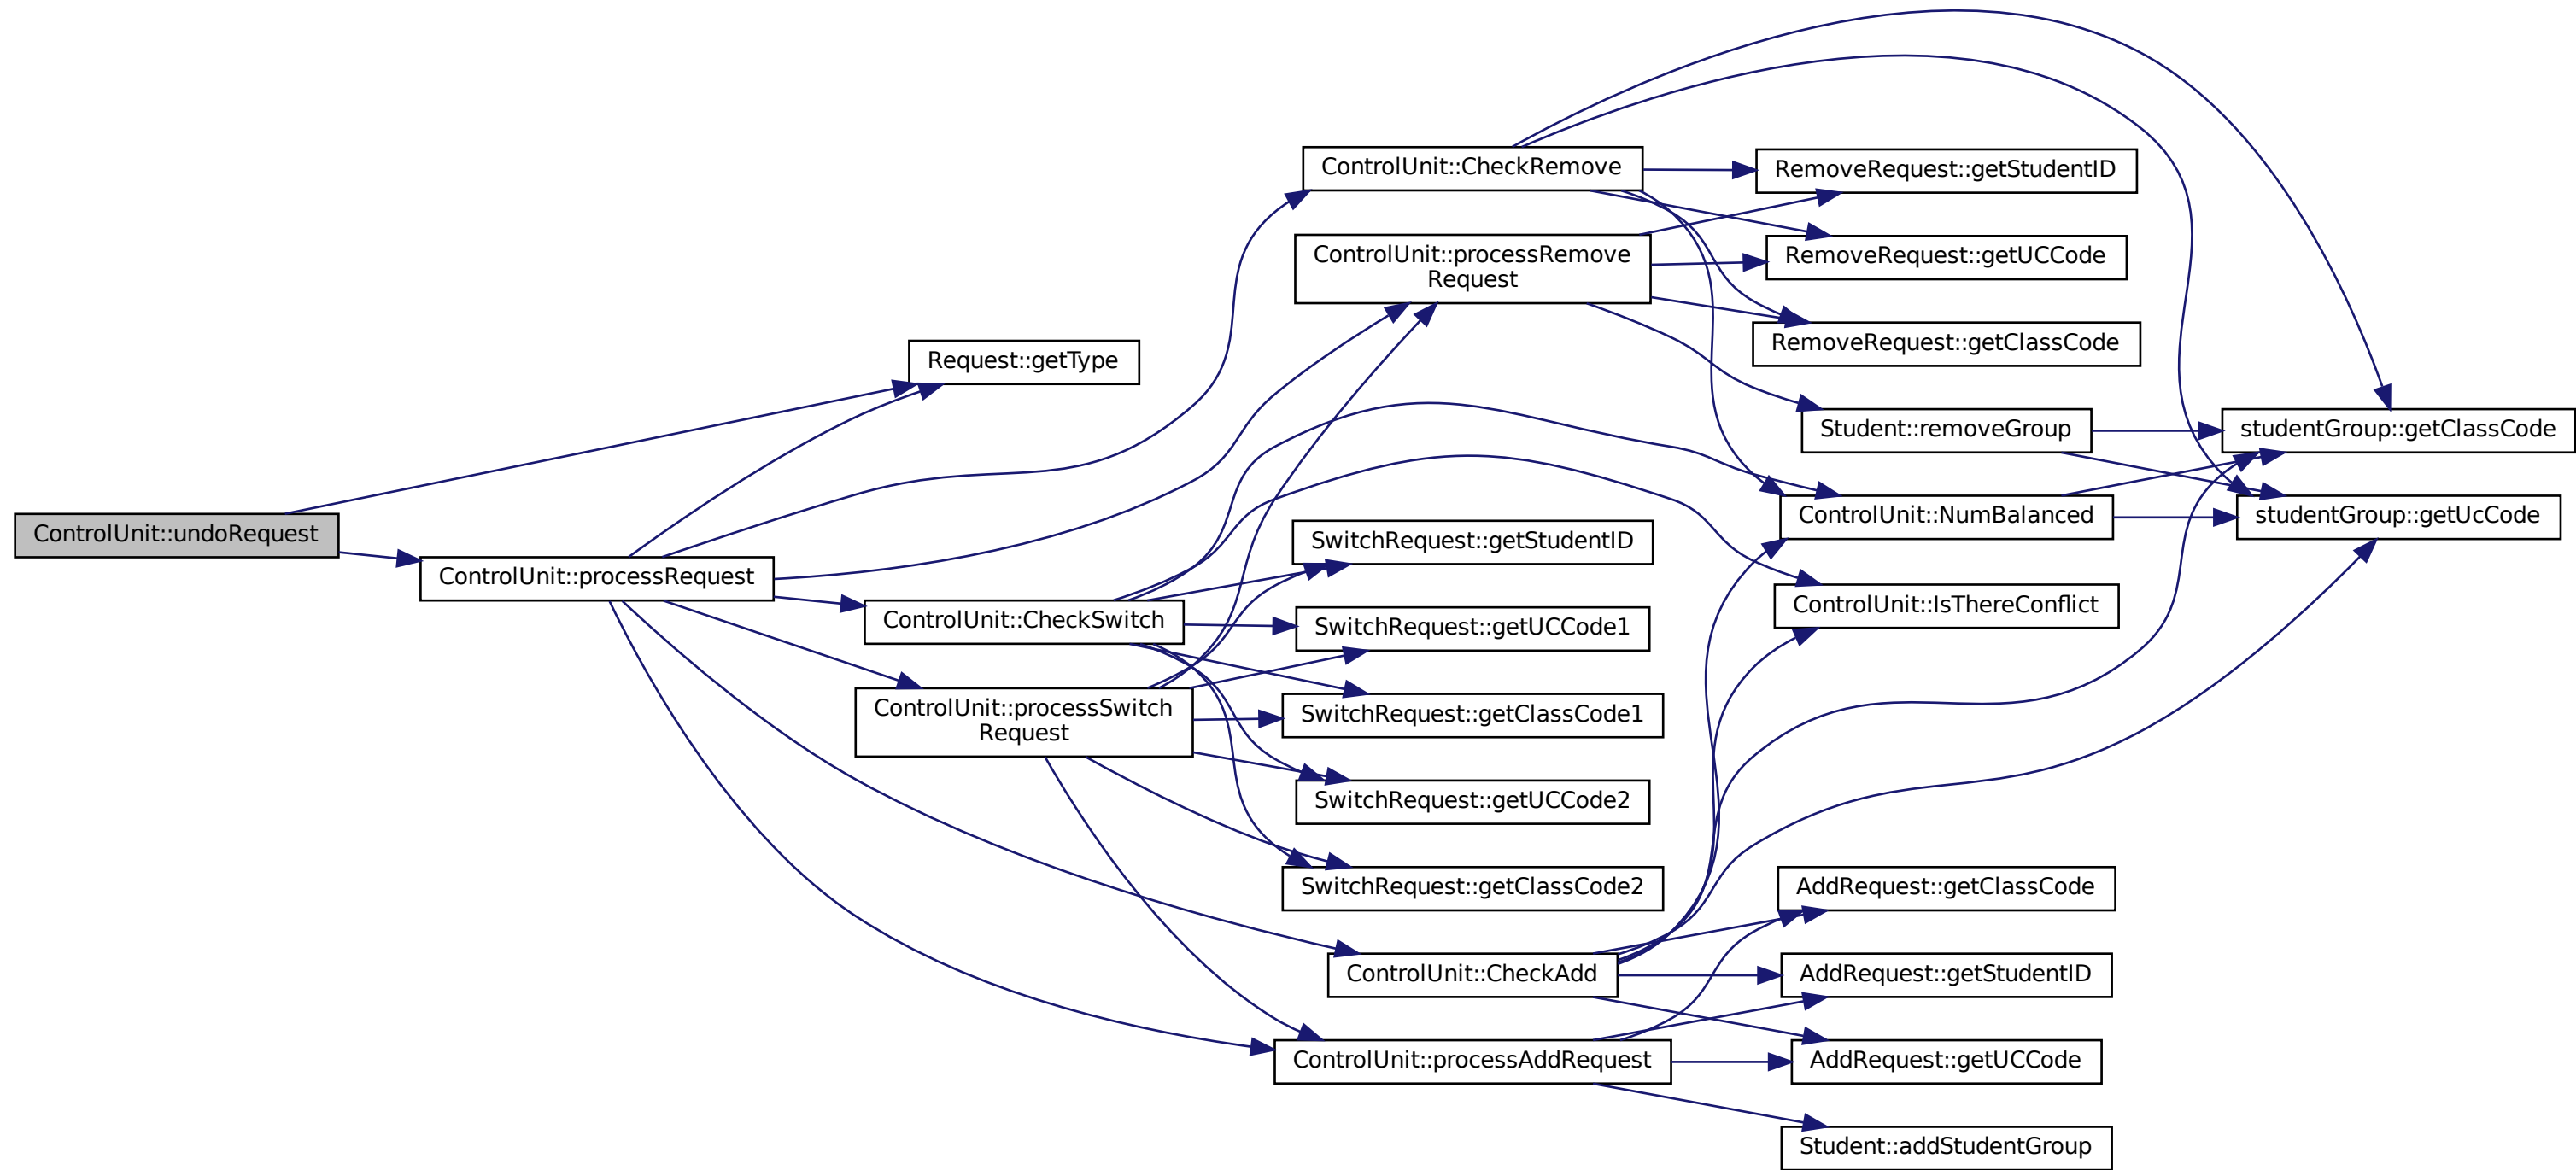 ControlUnit::undoRequest
ControlUnit::processRequest
Request::getType
ControlUnit::CheckSwitch
ControlUnit::processSwitch
Request
ControlUnit::CheckRemove
ControlUnit::processRemove
Request
SwitchRequest::getStudentID
SwitchRequest::getUCCode1
SwitchRequest::getClassCode1
SwitchRequest::getUCCode2
SwitchRequest::getClassCode2
ControlUnit::CheckAdd
ControlUnit::processAddRequest
RemoveRequest::getStudentID
RemoveRequest::getUCCode
RemoveRequest::getClassCode
Student::removeGroup
ControlUnit::NumBalanced
ControlUnit::IsThereConflict
AddRequest::getClassCode
AddRequest::getStudentID
AddRequest::getUCCode
Student::addStudentGroup
studentGroup::getClassCode
studentGroup::getUcCode